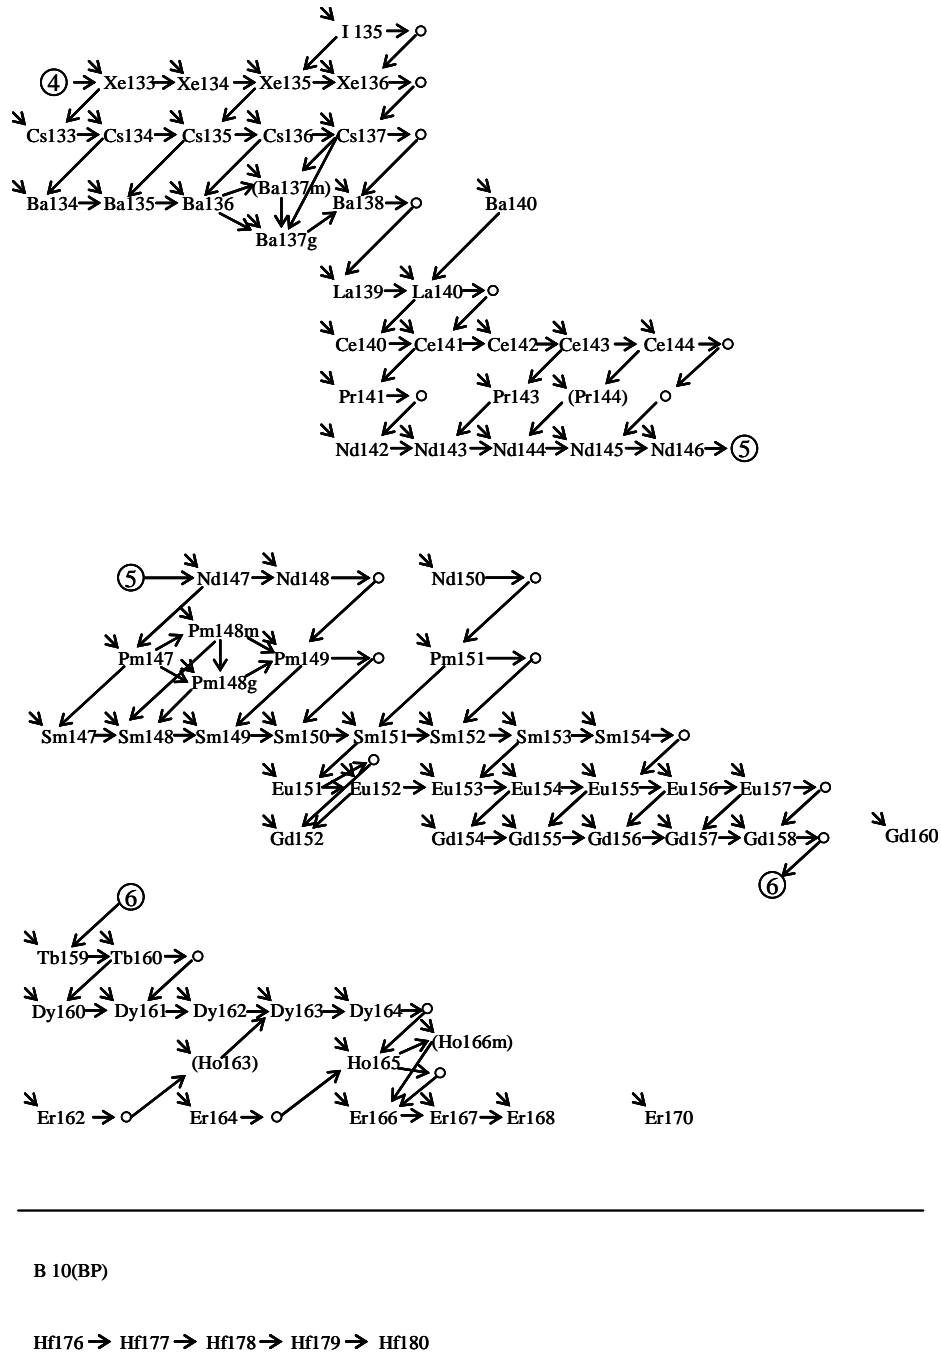 I 135
④ Xe133 Xe134 Xe135 Xe136
Cs133 Cs134 Cs135 Cs136 Cs137
(Ba137m)
Ba134 Ba135 Ba136 Ba138 Ba140
Ba137g
La139 La140
Ce140 Ce141 Ce142 Ce143 Ce144
Pr141 Pr143 (Pr144)
Nd142 Nd143 Nd144 Nd145 Nd146 ⑤
⑤ Nd147 Nd148 Nd150
Pm148m
Pm147 Pm149 Pm151
Pm148g
Sm147 Sm148 Sm149 Sm150 Sm151 Sm152 Sm153 Sm154
Eu151 Eu152 Eu153 Eu154 Eu155 Eu156 Eu157
Gd152 Gd154 Gd155 Gd156 Gd157 Gd158 Gd160
⑥
⑥
Tb159 Tb160
Dy160 Dy161 Dy162 Dy163 Dy164
(Ho166m)
(Ho163) Ho165
Er162 Er164 Er166 Er167 Er168 Er170
B 10(BP)
Hf176 Hf177 Hf178 Hf179 Hf180